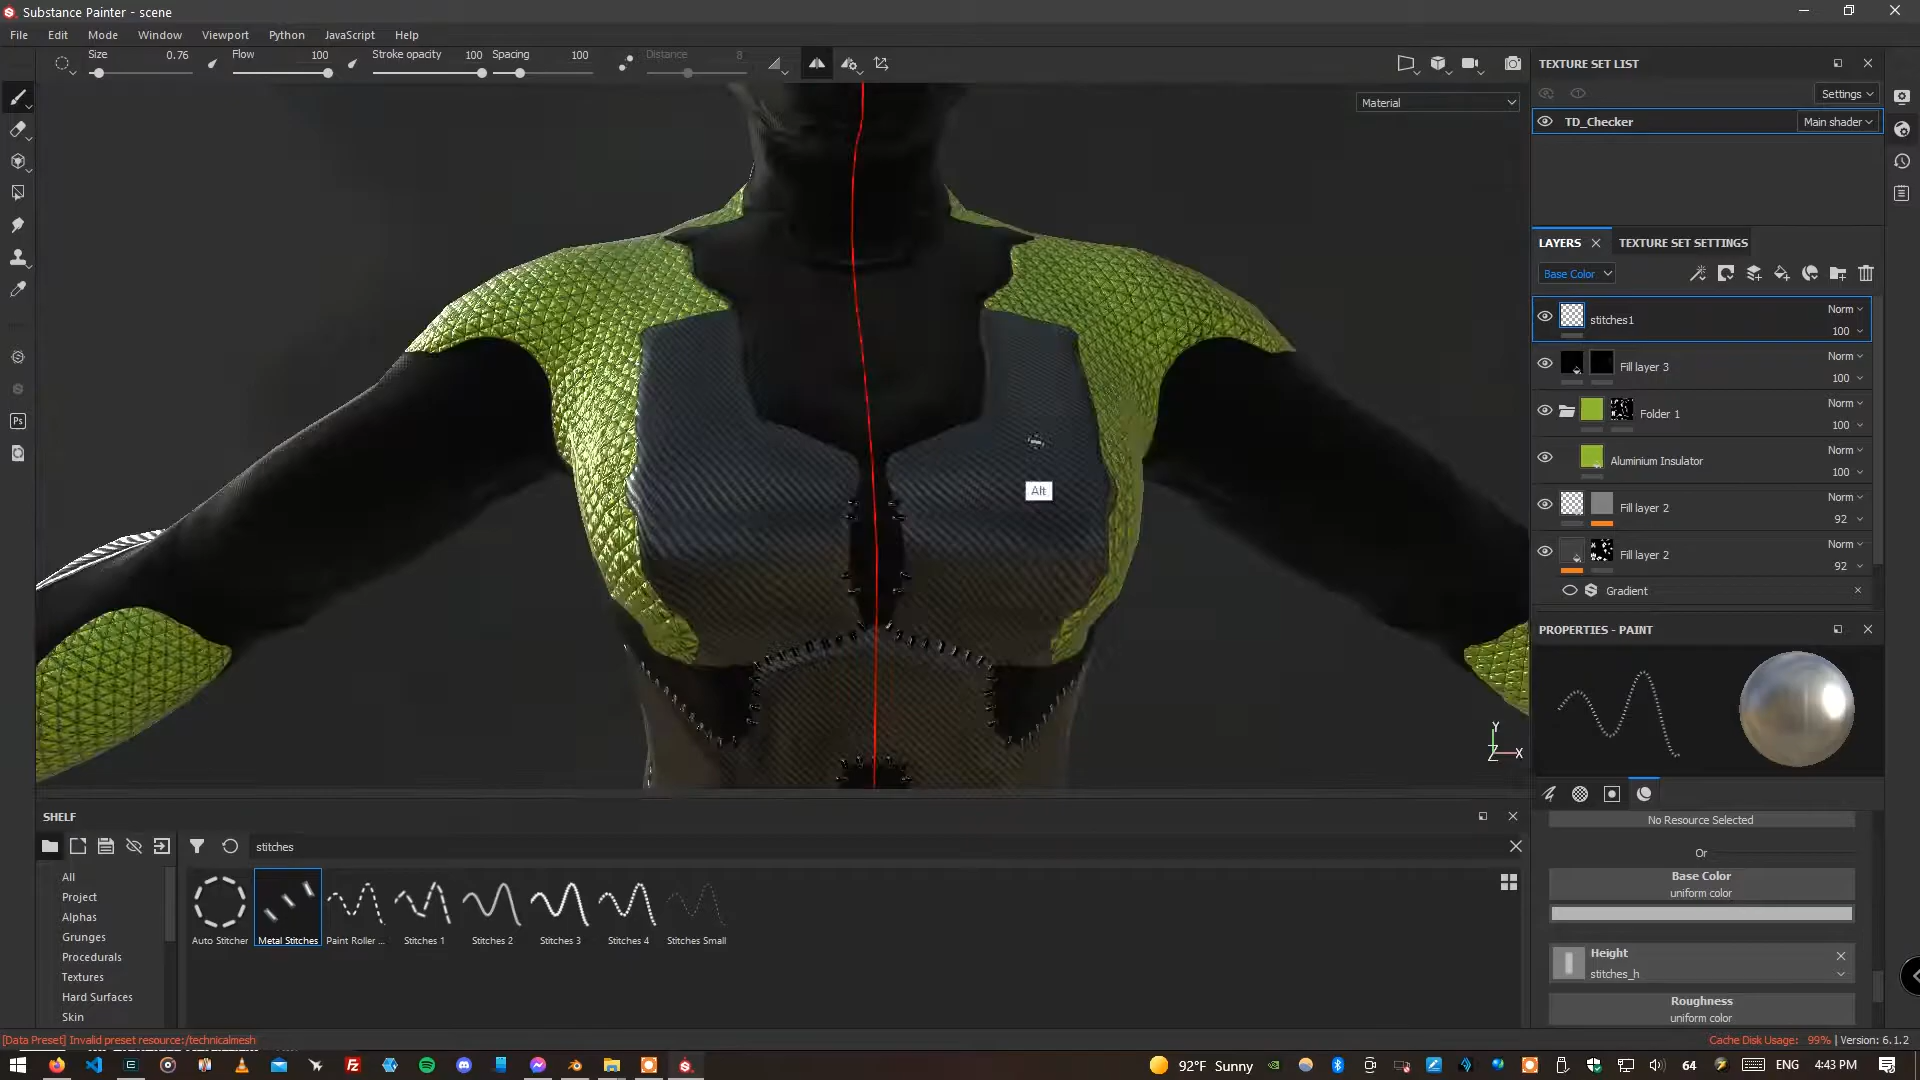 Substance Painter - scene
File Edit Mode Window Viewport Python JavaScript Help
Size 0.76 Flow 100 Stroke opacity 100 Spacing 100 Distance 8
Material
Alt
Y
Z X
TEXTURE SET LIST
Settings
TD_Checker Main shader
LAYERS TEXTURE SET SETTINGS
Base Color
stitches1 Norm
100
Fill layer 3 Norm
100
Folder 1 Norm
100
Aluminium Insulator Norm
100
Fill layer 2 Norm
92
Fill layer 2 Norm
92
Gradient
PROPERTIES - PAINT
No Resource Selected
Or
Base Color
uniform color
Height
stitches_h
Roughness
uniform color
SHELF
stitches
All
Project
Alphas
Grunges
Procedurals
Textures
Hard Surfaces
Skin
Auto Stitcher Metal Stitches Paint Roller ... Stitches 1 Stitches 2 Stitches 3 Stitches 4 Stitches Small
[Data Preset] Invalid preset resource:/technicalmesh
Cache Disk Usage: 99% | Version: 6.1.2
92°F Sunny 64 ENG 4:43 PM